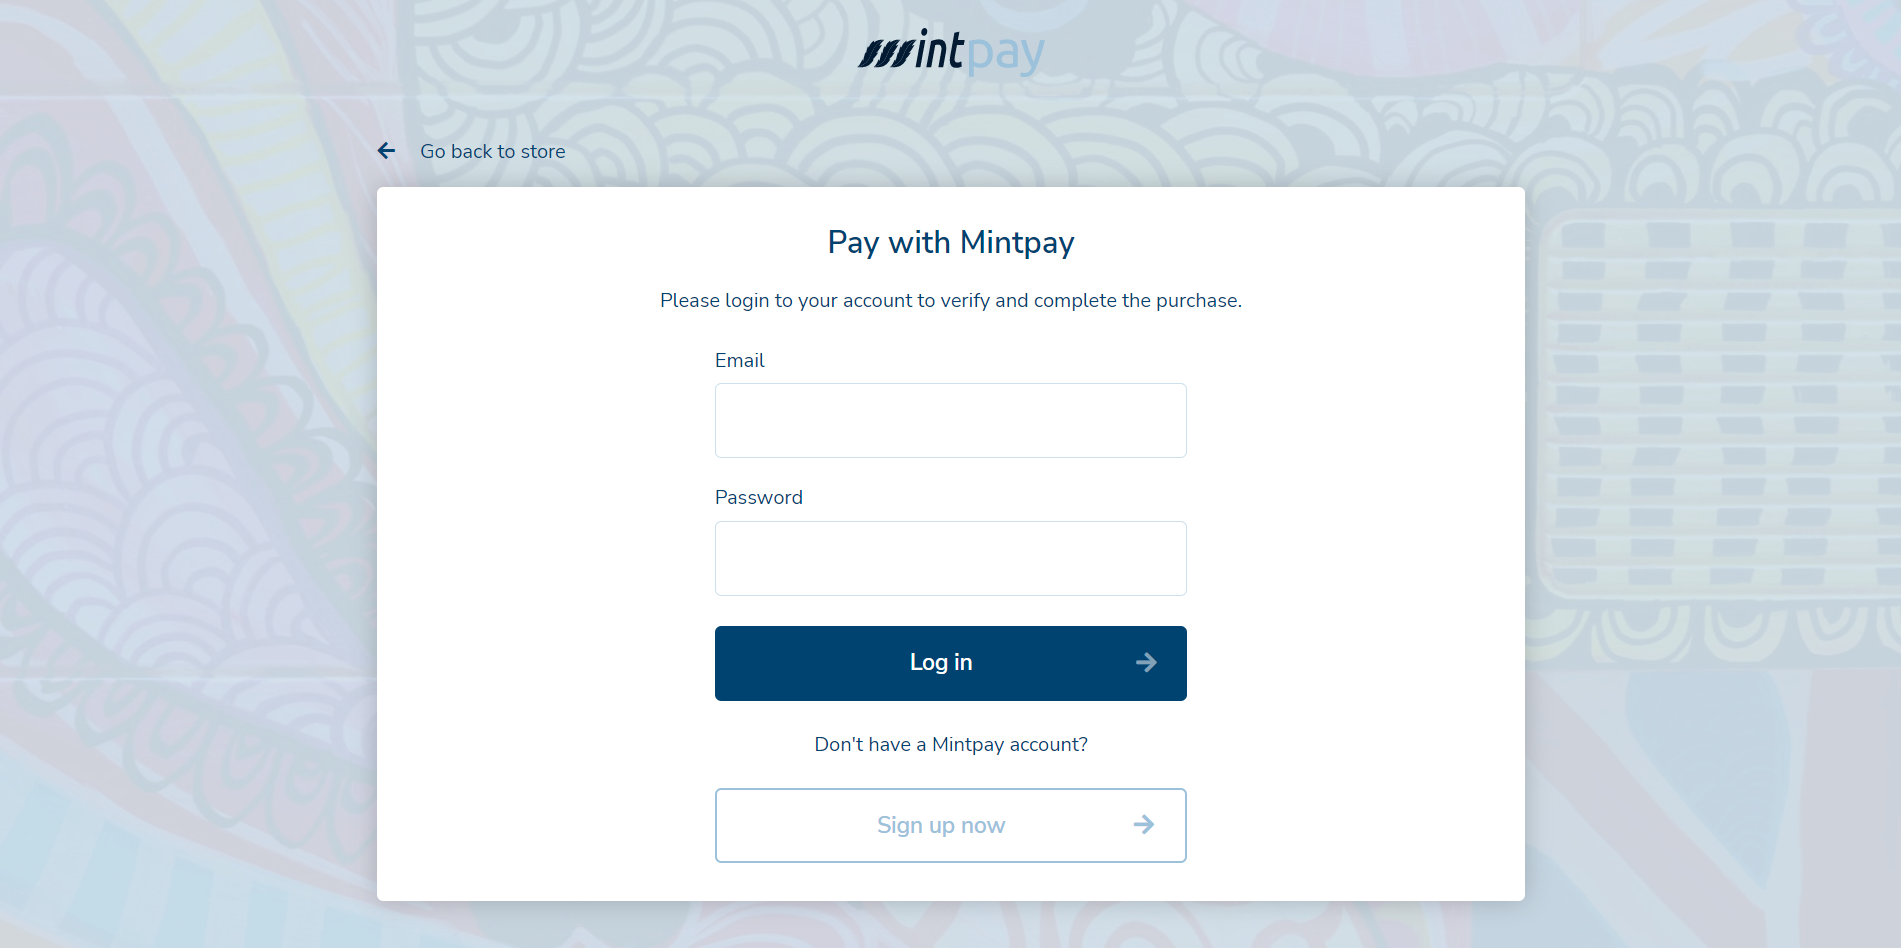 mintpay
Go back to store
Pay with Mintpay
Please login to your account to verify and complete the purchase.
Email
Password
Log in
Don't have a Mintpay account?
Sign up now